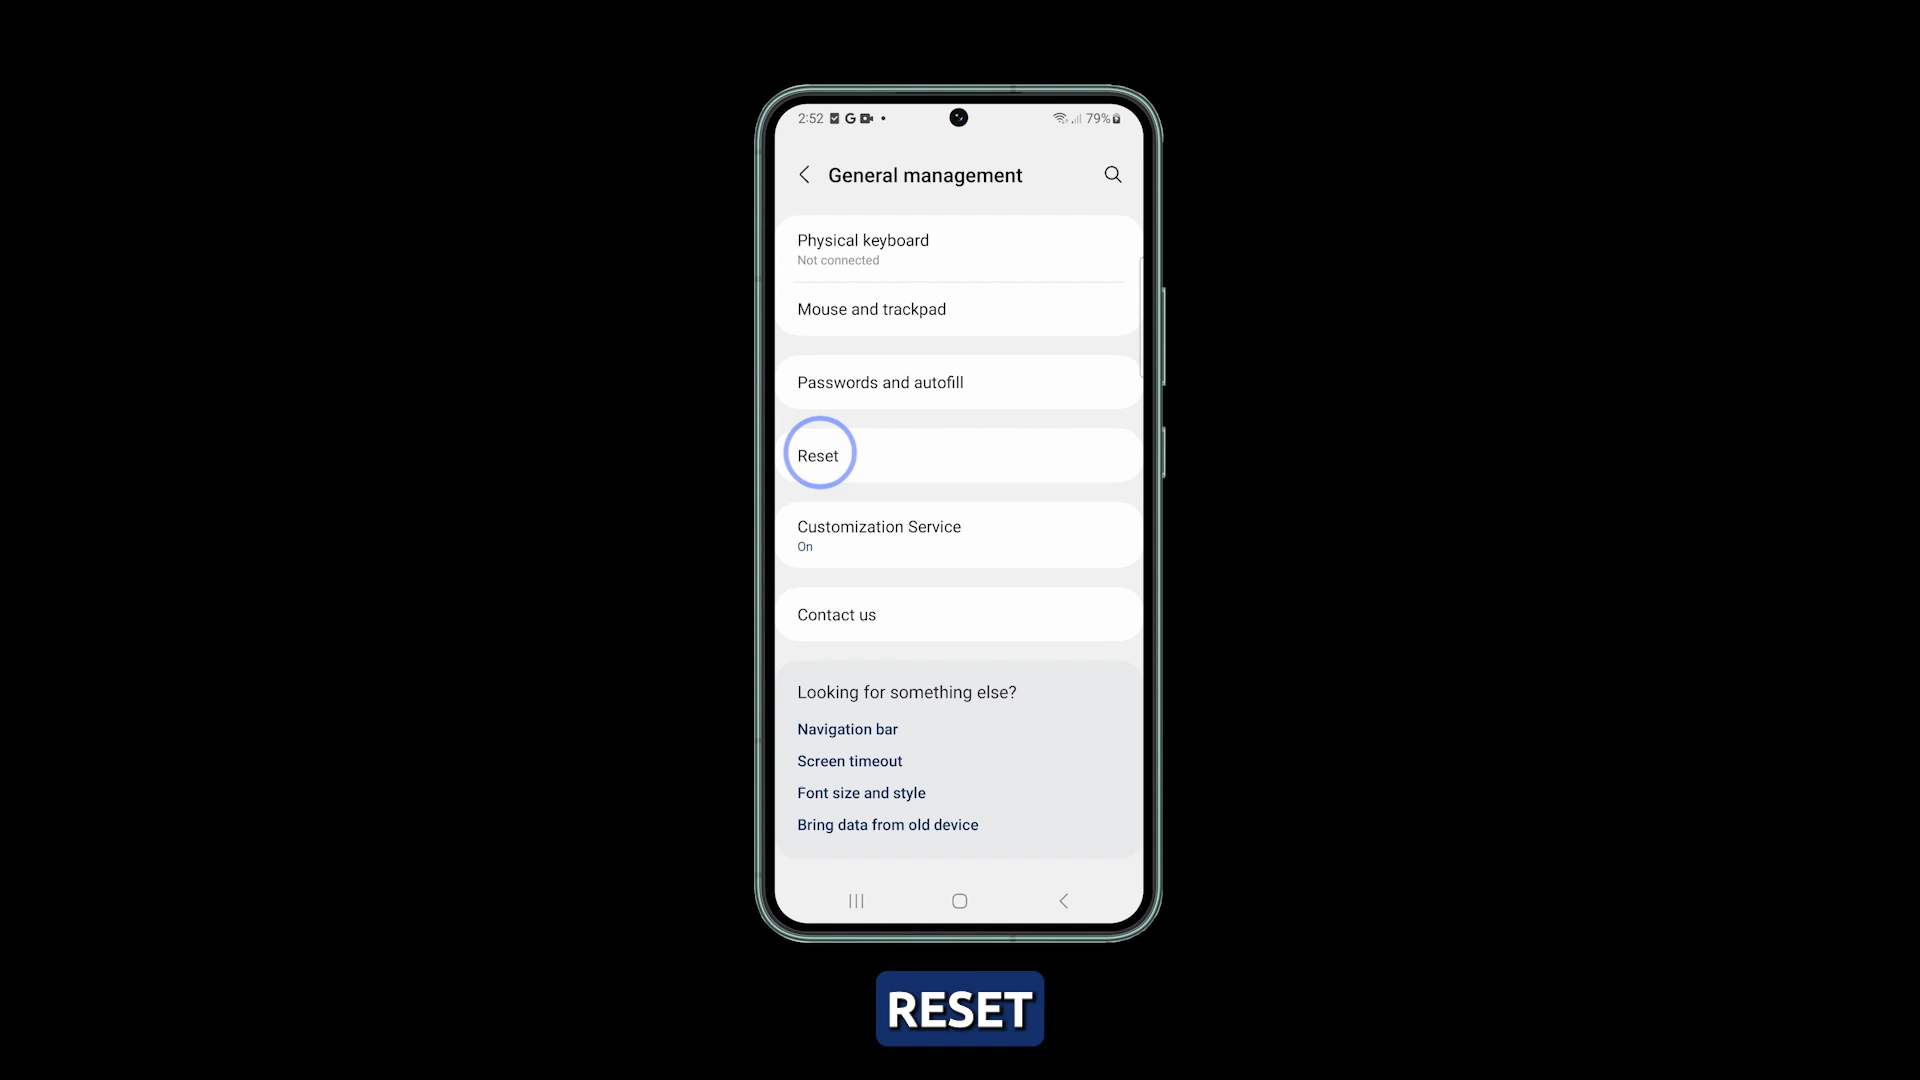 2:52 79%
General management
Physical keyboard
Not connected
Mouse and trackpad
Passwords and autofill
Reset
Customization Service
On
Contact us
Looking for something else?
Navigation bar
Screen timeout
Font size and style
Bring data from old device
RESET